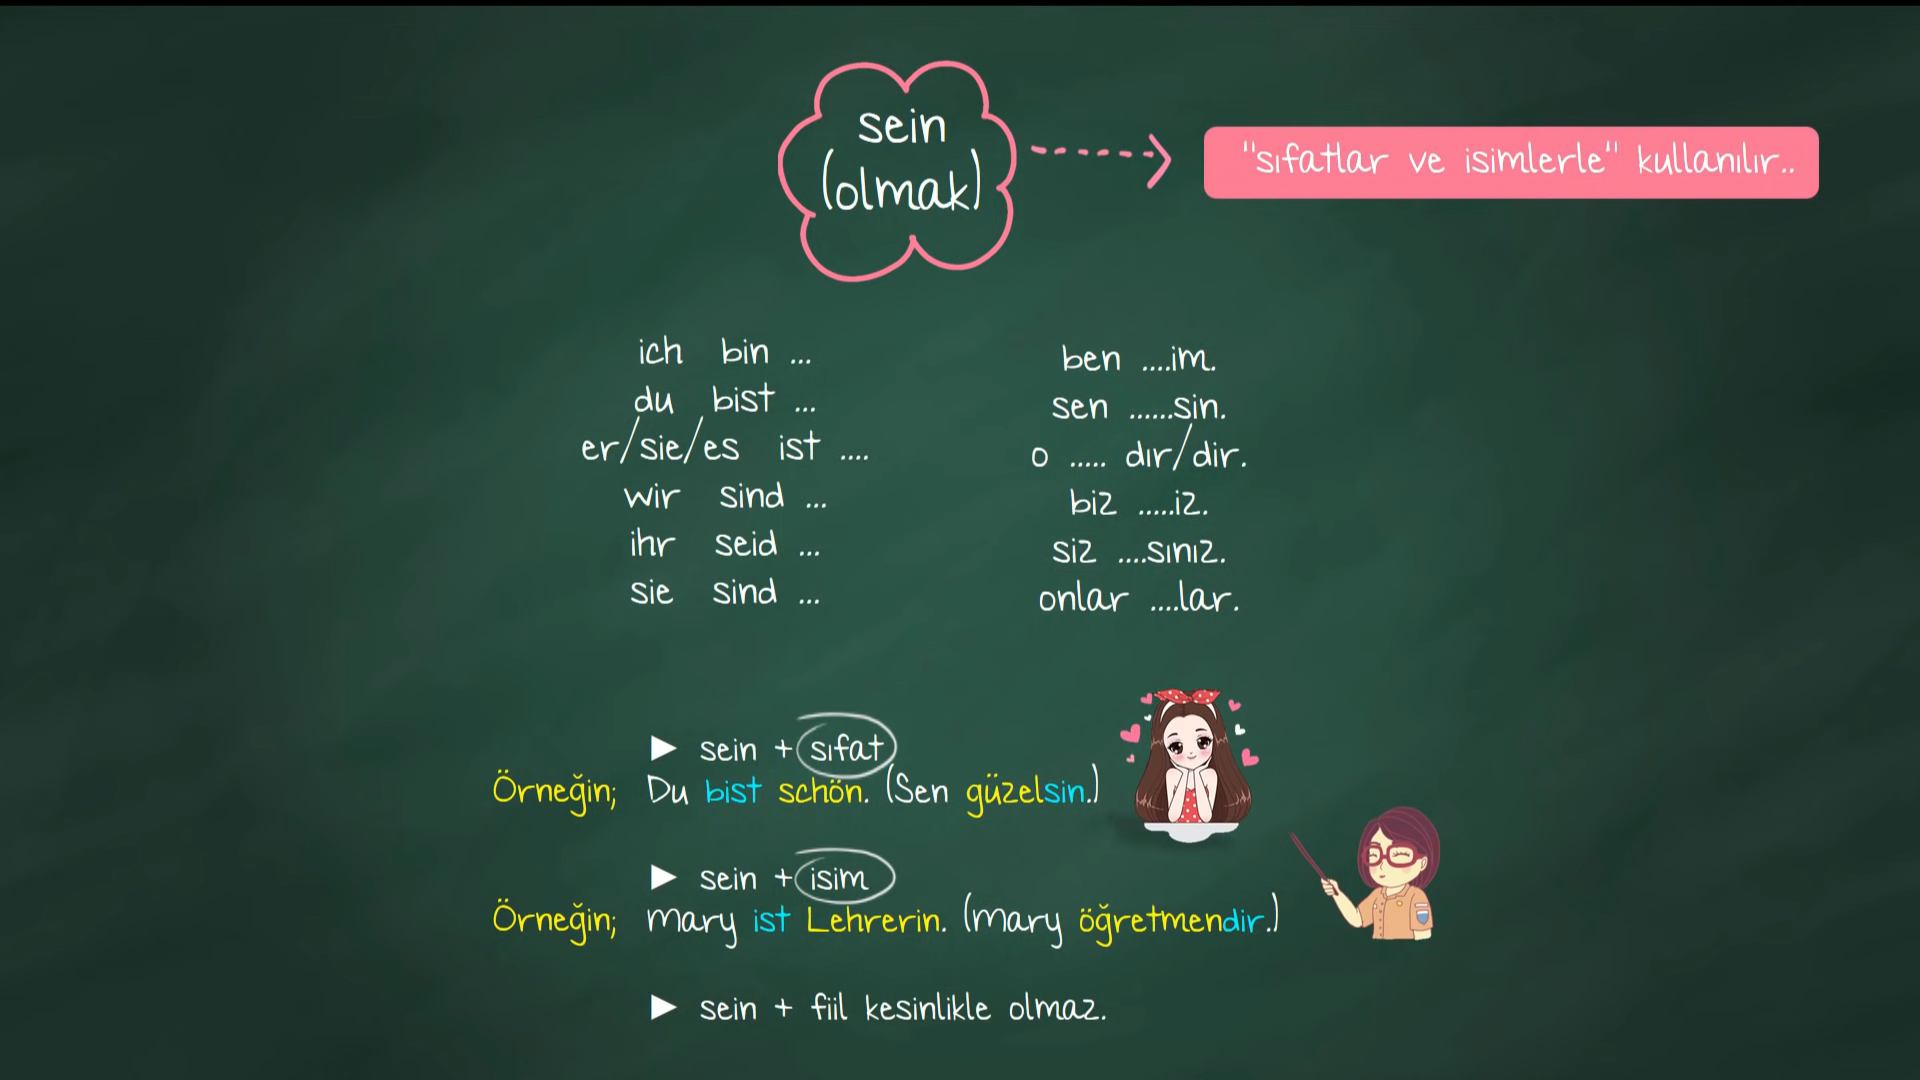 sein
(olmak)
"sıfatlar ve isimlerle" kullanılır..
ich bin ...
du bist ...
er/sie/es ist ....
wir sind ...
ihr seid ...
sie sind ...
ben ....im.
sen ......sin.
o ..... dır/dir.
biz .....iz.
siz ....sınız.
onlar ....lar.
► sein + sıfat
Örneğin; Du bist schön. (Sen güzelsin.)
► sein + isim
Örneğin; mary ist Lehrerin. (mary öğretmendir.)
► sein + fiil kesinlikle olmaz.